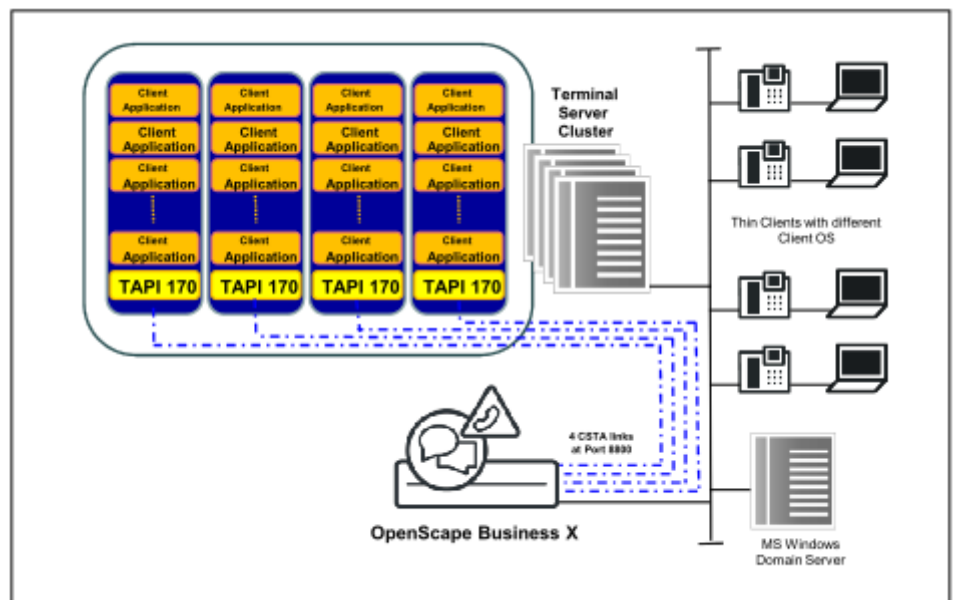 Client
Application
Client
Application
Client
Application
Client
Application
TAPI 170
Client
Application
Client
Application
Client
Application
Client
Application
TAPI 170
Client
Application
Client
Application
Client
Application
Client
Application
TAPI 170
Client
Application
Client
Application
Client
Application
Client
Application
TAPI 170
Terminal
Server
Cluster
Thin Clients with different
Client OS
4 CSTA links
at Port 8800
OpenScape Business X
MS Windows
Domain Server